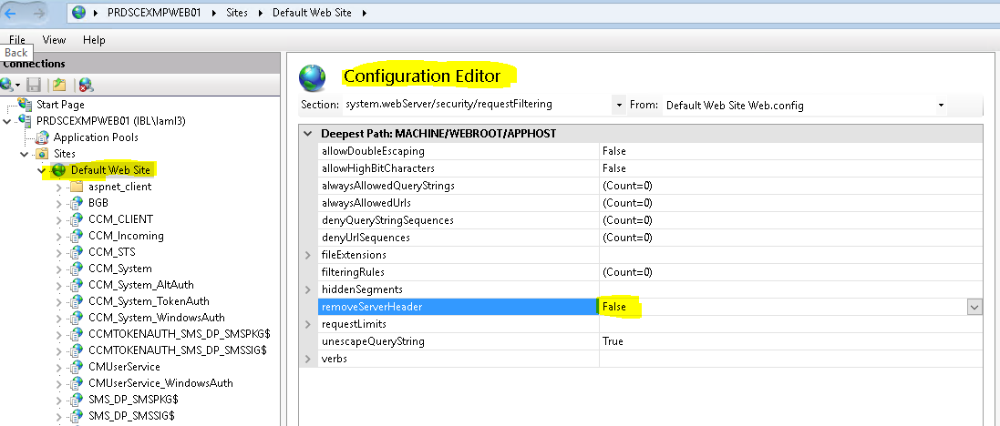 PRDSCEXMPWEB01 Sites Default Web Site
File View Help
Back
Connections
Start Page
PRDSCEXMPWEB01 (IBL\laml3)
Application Pools
Sites
Default Web Site
aspnet_client
BGB
CCM_CLIENT
CCM_Incoming
CCM_STS
CCM_System
CCM_System_AltAuth
CCM_System_TokenAuth
CCM_System_WindowsAuth
CCMTOKENAUTH_SMS_DP_SMSPKG$
CCMTOKENAUTH_SMS_DP_SMSSIG$
CMUserService
CMUserService_WindowsAuth
SMS_DP_SMSPKG$
SMS_DP_SMSSIG$
Configuration Editor
Section: system.webServer/security/requestFiltering From: Default Web Site Web.config
Deepest Path: MACHINE/WEBROOT/APPHOST
allowDoubleEscaping False
allowHighBitCharacters False
alwaysAllowedQueryStrings (Count=0)
alwaysAllowedUrls (Count=0)
denyQueryStringSequences (Count=0)
denyUrlSequences (Count=0)
fileExtensions
filteringRules (Count=0)
hiddenSegments
removeServerHeader False
requestLimits
unescapeQueryString True
verbs